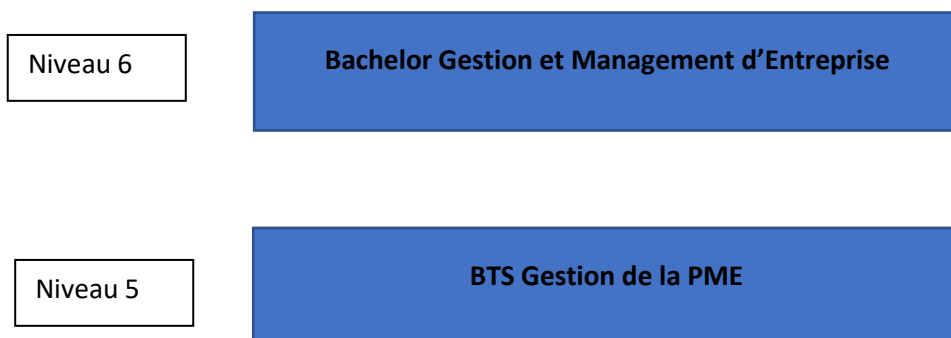 Niveau 6
Bachelor Gestion et Management d’Entreprise
Niveau 5
BTS Gestion de la PME